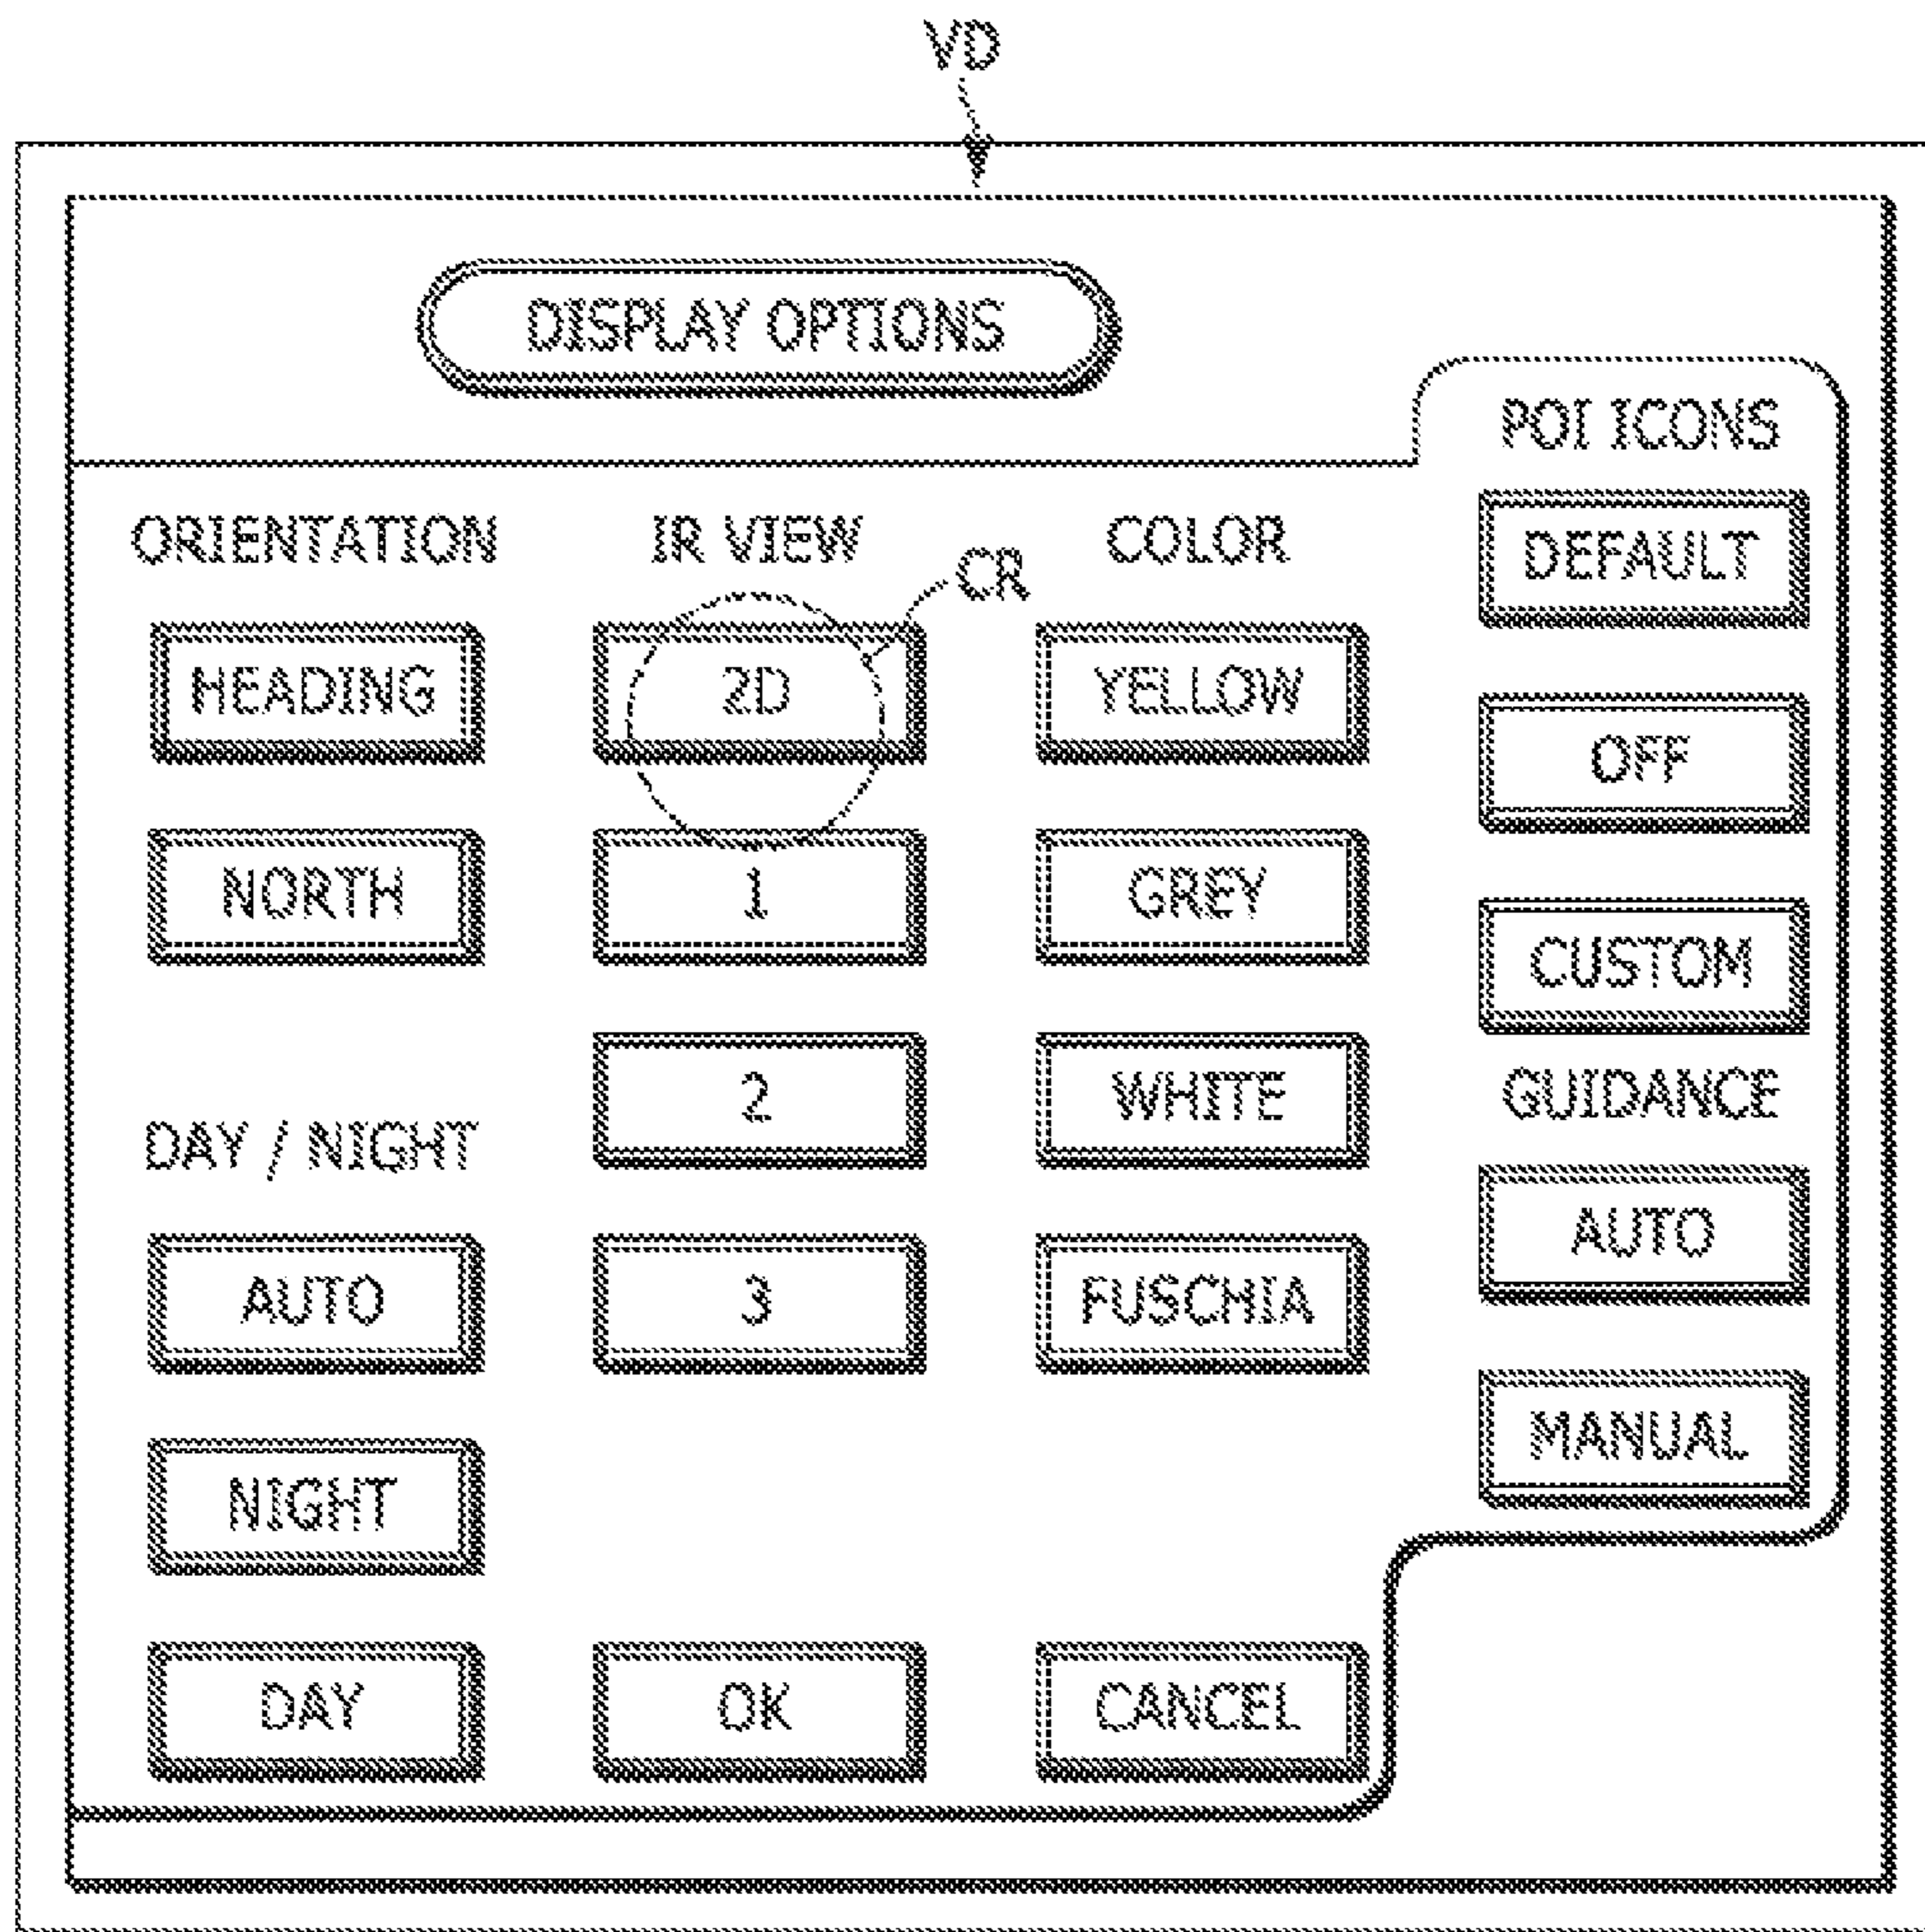 VD
DISPLAY OPTIONS
ORIENTATION
HEADING
NORTH
DAY / NIGHT
AUTO
NIGHT
DAY
IR VIEW
CR
2D
1
2
3
OK
COLOR
YELLOW
GREY
WHITE
FUSCHIA
CANCEL
POI ICONS
DEFAULT
OFF
CUSTOM
GUIDANCE
AUTO
MANUAL